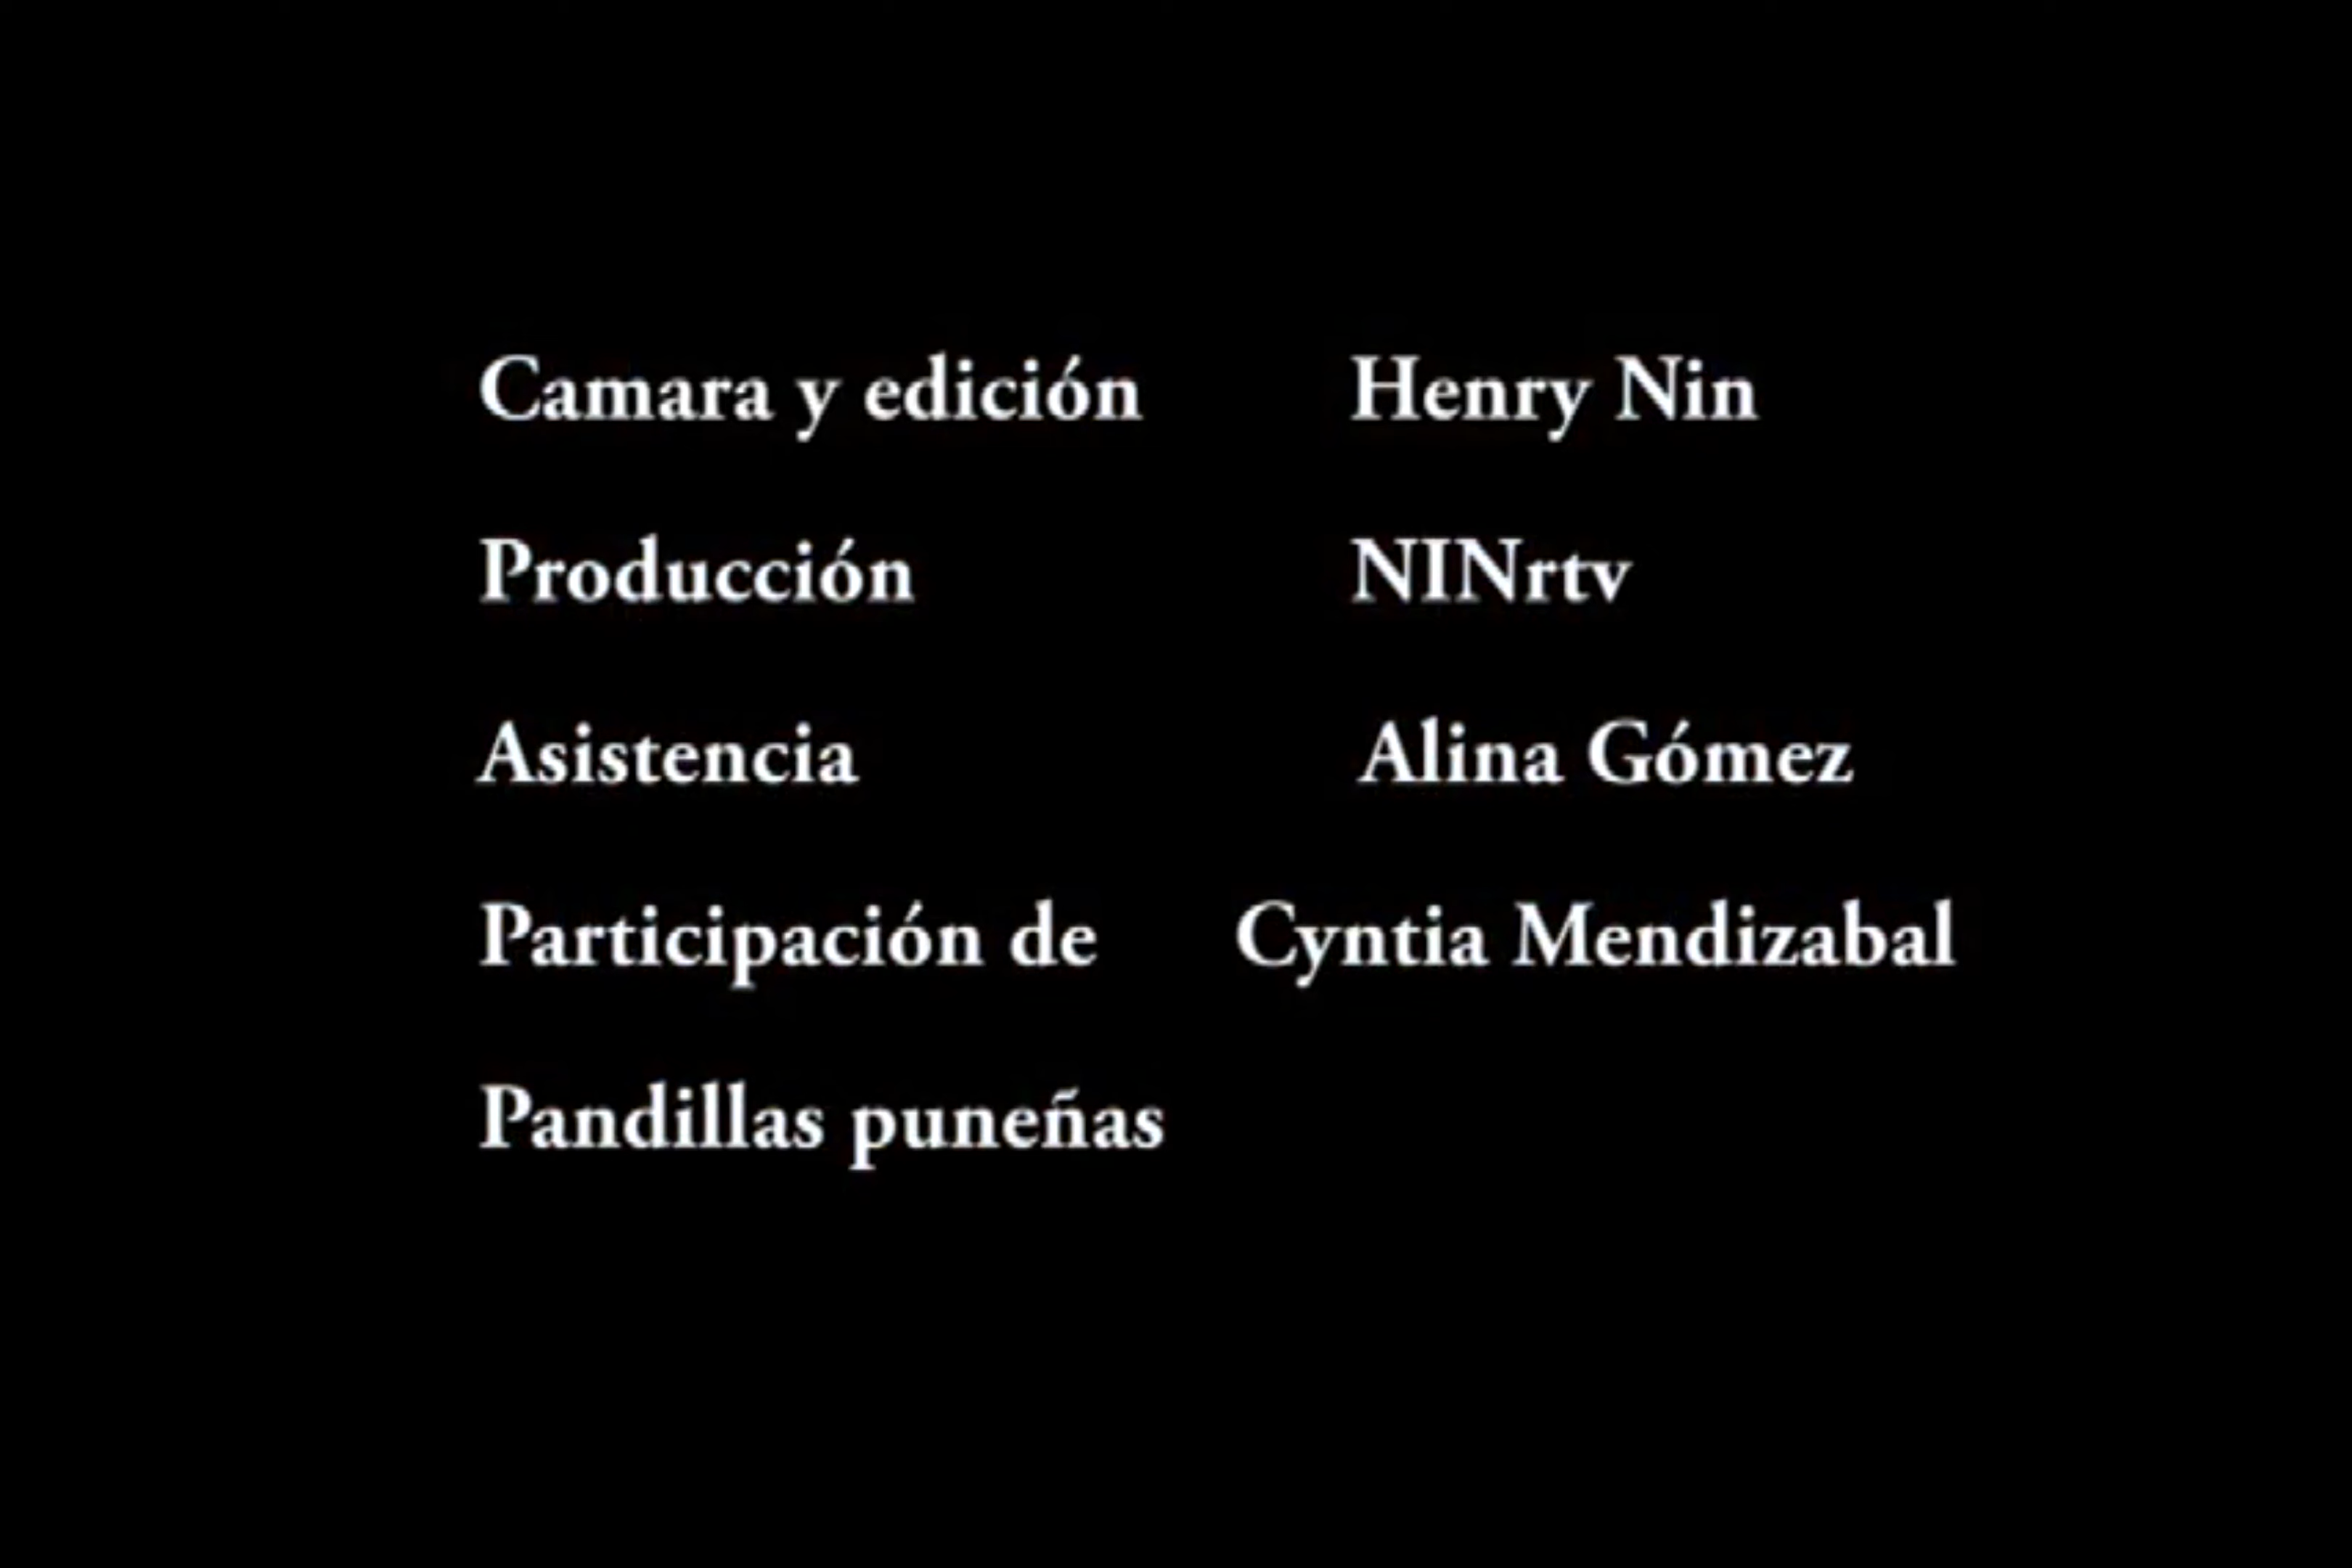 Camara y edición Henry Nin
Producción NINrtv
Asistencia Alina Gómez
Participación de Cyntia Mendizabal
Pandillas puneñas